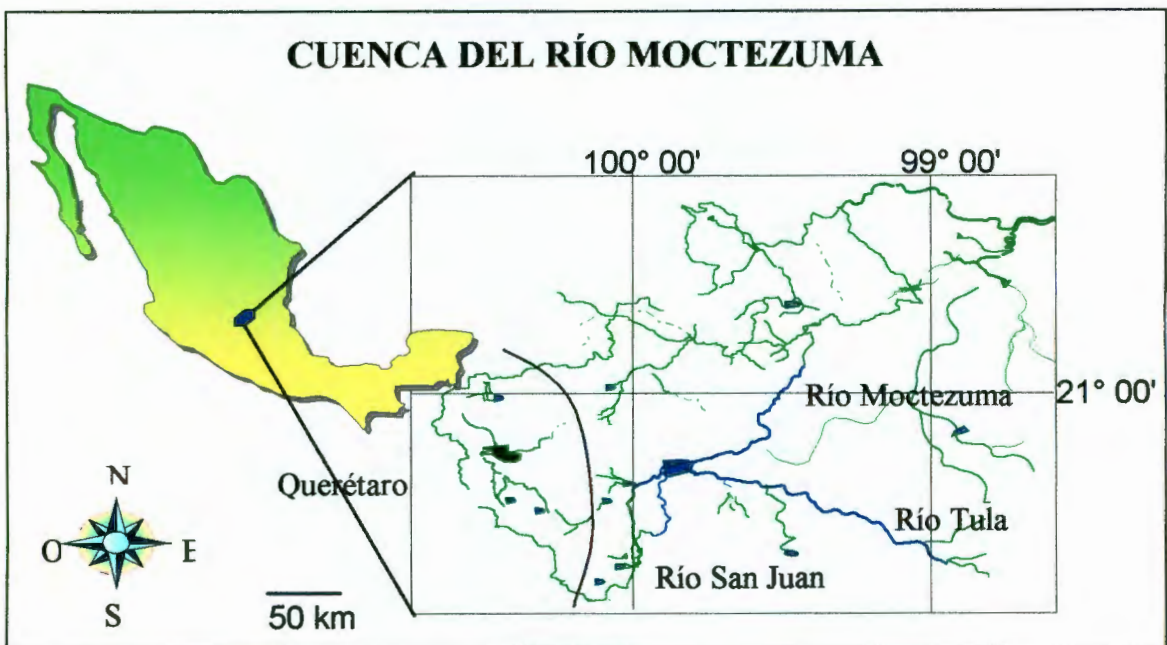 CUENCA DEL RÍO MOCTEZUMA
100° 00'
99° 00'
Río Moctezuma
21° 00'
Querétaro
Río Tula
Río San Juan
N
O
E
S
50 km